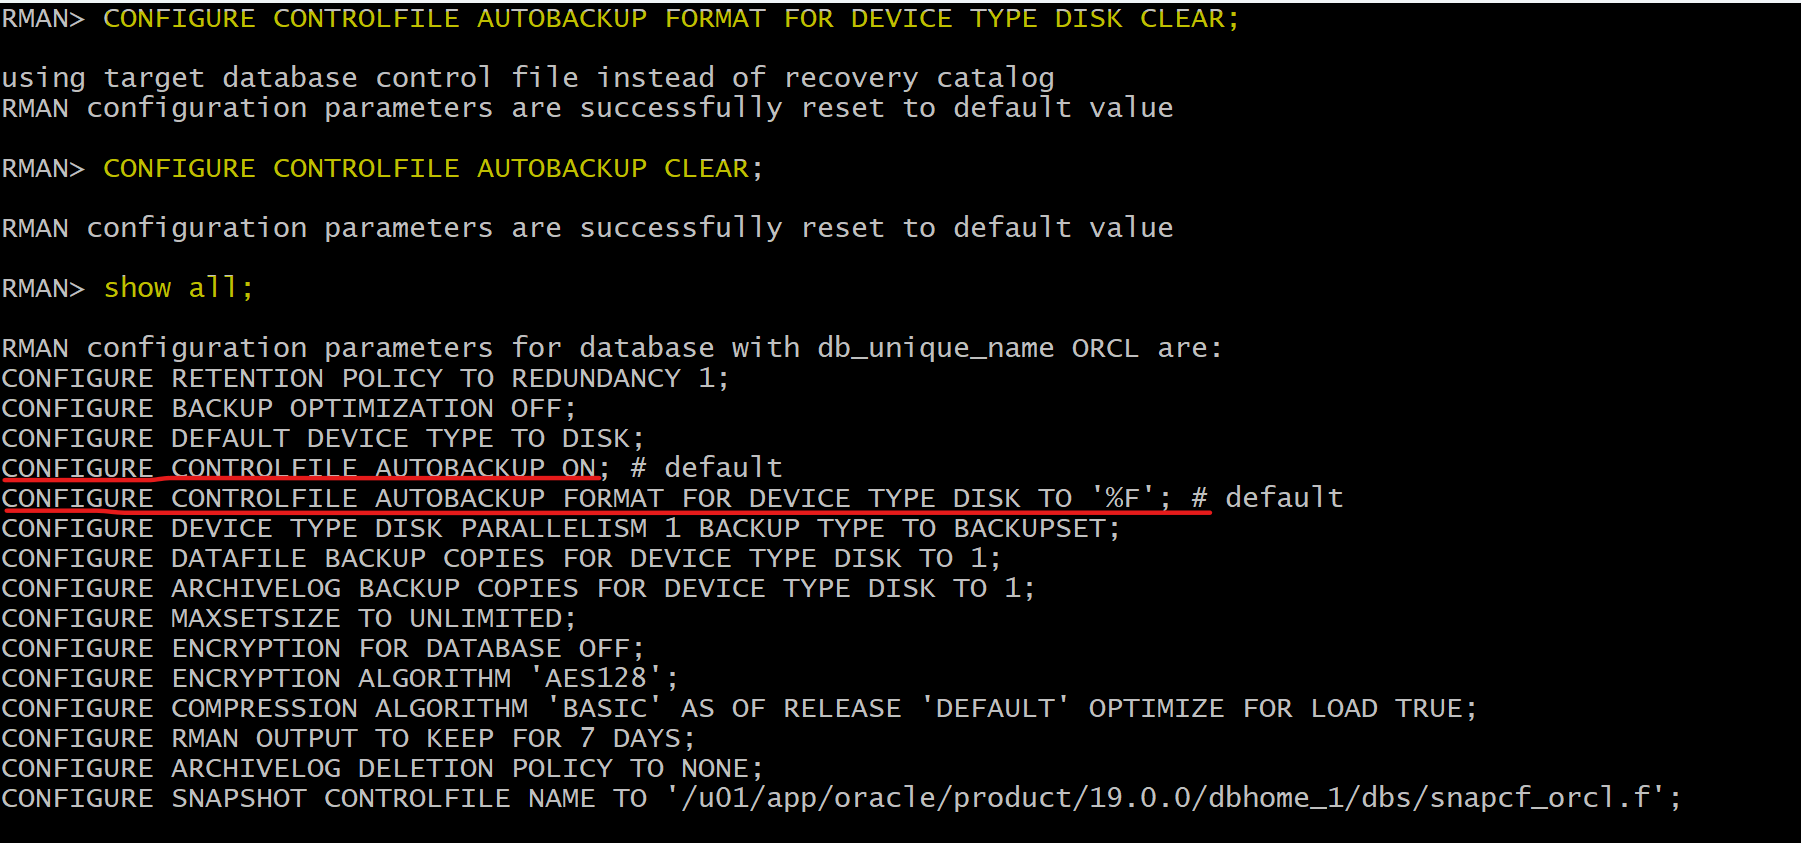 RMAN> CONFIGURE CONTROLFILE AUTOBACKUP FORMAT FOR DEVICE TYPE DISK CLEAR;
using target database control file instead of recovery catalog
RMAN configuration parameters are successfully reset to default value
RMAN> CONFIGURE CONTROLFILE AUTOBACKUP CLEAR;
RMAN configuration parameters are successfully reset to default value
RMAN> show all;
RMAN configuration parameters for database with db_unique_name ORCL are:
CONFIGURE RETENTION POLICY TO REDUNDANCY 1;
CONFIGURE BACKUP OPTIMIZATION OFF;
CONFIGURE DEFAULT DEVICE TYPE TO DISK;
CONFIGURE CONTROLFILE AUTOBACKUP ON; # default
CONFIGURE CONTROLFILE AUTOBACKUP FORMAT FOR DEVICE TYPE DISK TO '%F'; # default
CONFIGURE DEVICE TYPE DISK PARALLELISM 1 BACKUP TYPE TO BACKUPSET;
CONFIGURE DATAFILE BACKUP COPIES FOR DEVICE TYPE DISK TO 1;
CONFIGURE ARCHIVELOG BACKUP COPIES FOR DEVICE TYPE DISK TO 1;
CONFIGURE MAXSETSIZE TO UNLIMITED;
CONFIGURE ENCRYPTION FOR DATABASE OFF;
CONFIGURE ENCRYPTION ALGORITHM 'AES128';
CONFIGURE COMPRESSION ALGORITHM 'BASIC' AS OF RELEASE 'DEFAULT' OPTIMIZE FOR LOAD TRUE;
CONFIGURE RMAN OUTPUT TO KEEP FOR 7 DAYS;
CONFIGURE ARCHIVELOG DELETION POLICY TO NONE;
CONFIGURE SNAPSHOT CONTROLFILE NAME TO '/u01/app/oracle/product/19.0.0/dbhome_1/dbs/snapcf_orcl.f';